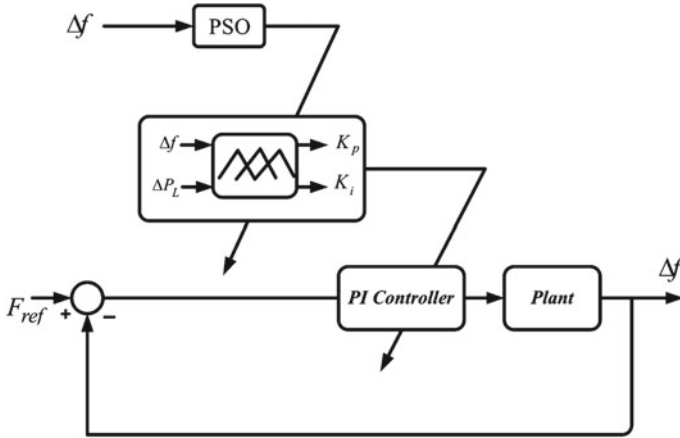 Δf
PSO
Δf
K_p
ΔP_L
K_i
F_ref
+
−
PI Controller
Plant
Δf